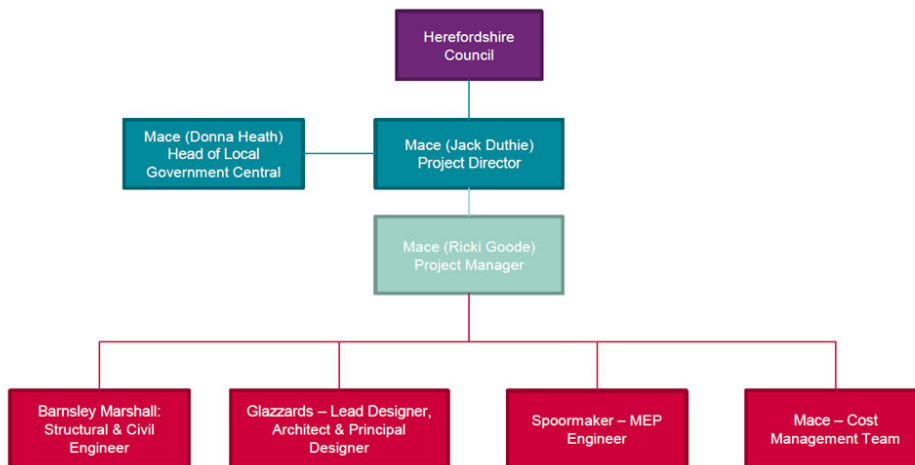 Herefordshire
Council
Mace (Donna Heath)
Head of Local
Government Central
Mace (Jack Duthie)
Project Director
Mace (Ricki Goode)
Project Manager
Barnsley Marshall:
Structural & Civil
Engineer
Glazzards – Lead Designer,
Architect & Principal
Designer
Spoormaker – MEP
Engineer
Mace – Cost
Management Team